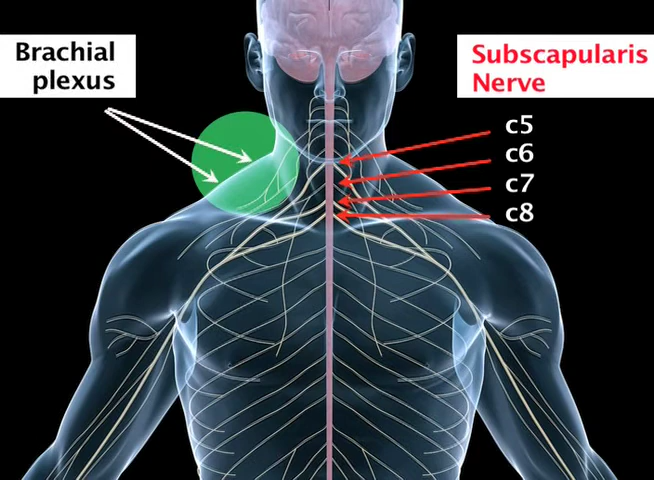 Brachial
plexus
Subscapularis
Nerve
c5
c6
c7
c8